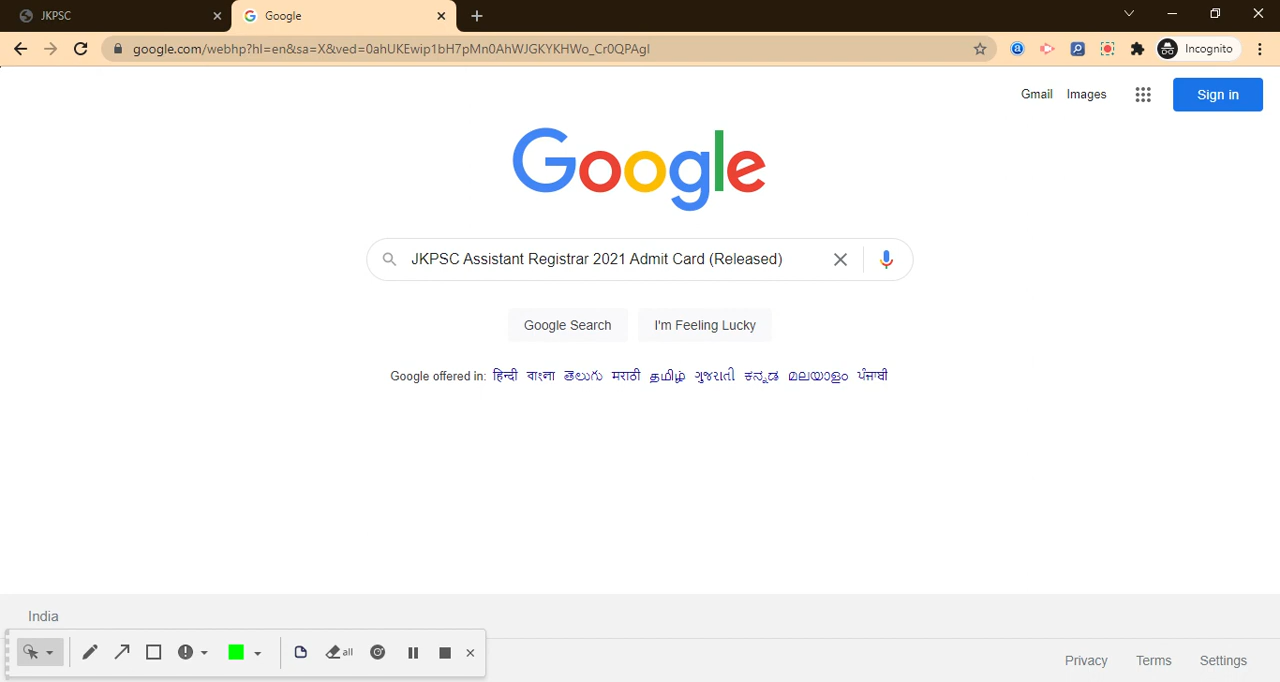 JKPSC
Google
google.com/webhp?hl=en&sa=X&ved=0ahUKEwip1bH7pMn0AhWJGKYKHWo_Cr0QPAgI
Incognito
Gmail Images
Sign in
Google
JKPSC Assistant Registrar 2021 Admit Card (Released)
Google Search
I'm Feeling Lucky
Google offered in: हिन्दी বাংলা తెలుగు मराठी தமிழ் ગુજરાતી ಕನ್ನಡ മലയാളം ਪੰਜਾਬੀ
India
all
Privacy Terms Settings